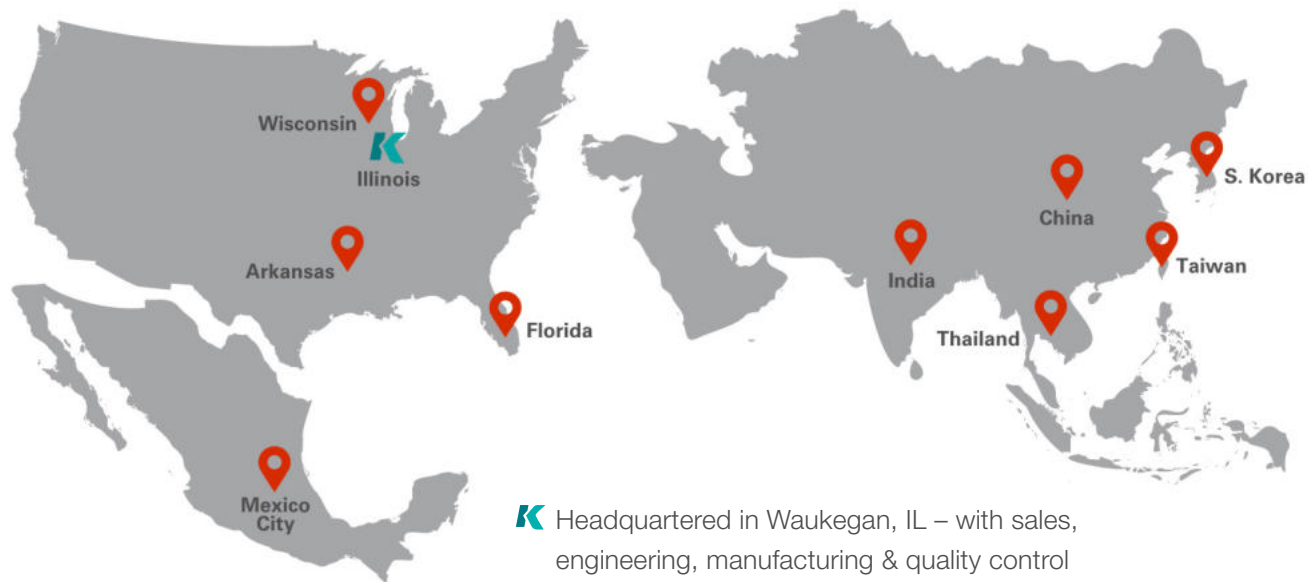 Wisconsin
Illinois
Arkansas
Florida
Mexico
City
S. Korea
China
India
Taiwan
Thailand
K Headquartered in Waukegan, IL – with sales,
engineering, manufacturing & quality control